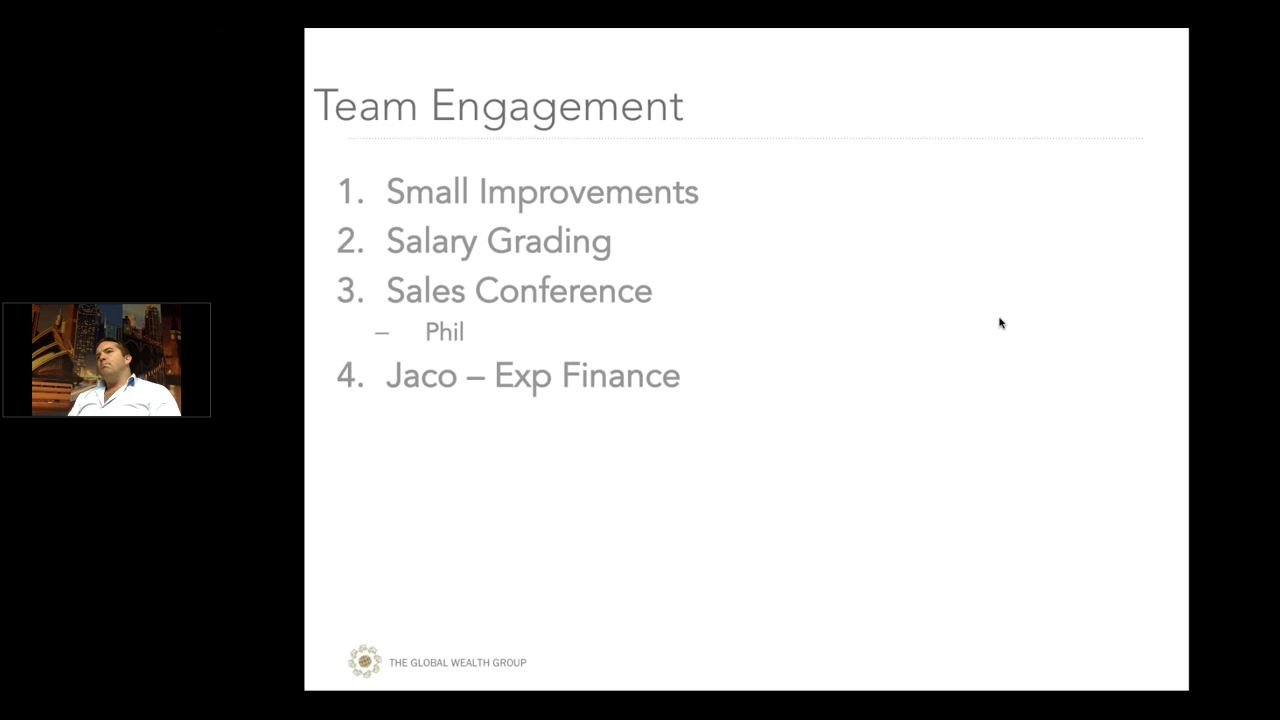 Team Engagement
1. Small Improvements
2. Salary Grading
3. Sales Conference
– Phil
4. Jaco – Exp Finance
THE GLOBAL WEALTH GROUP